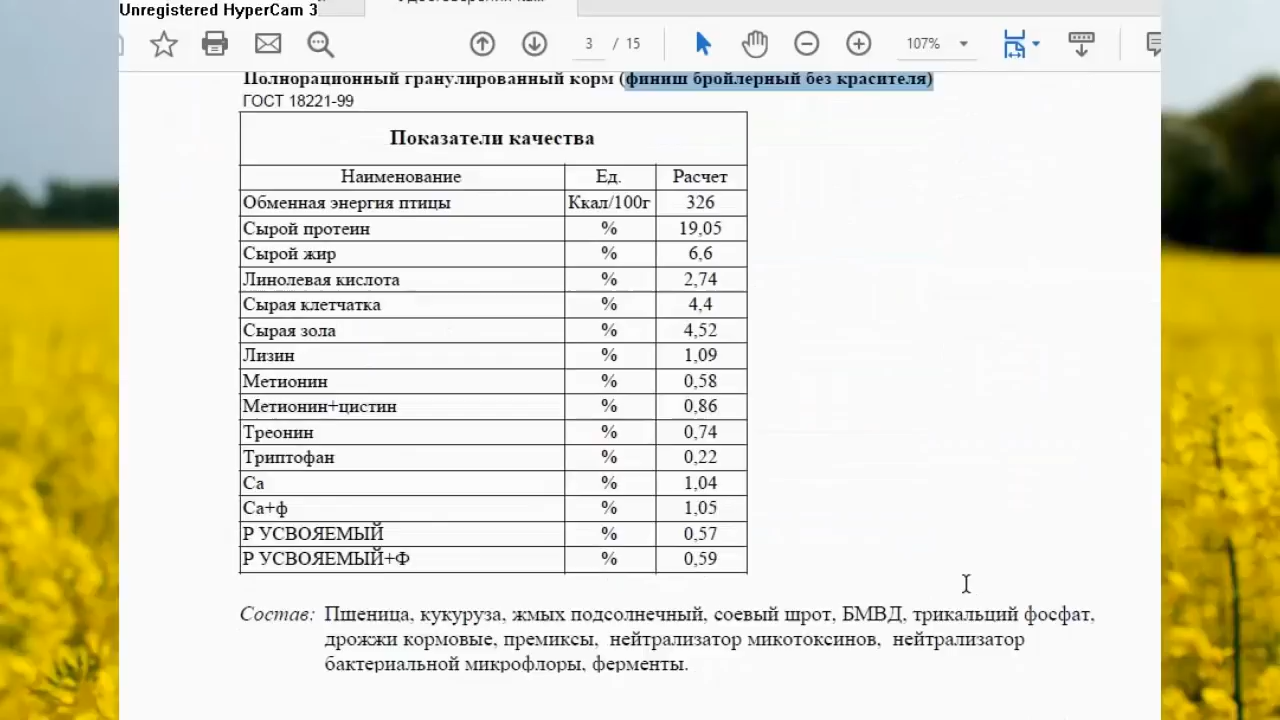 Unregistered HyperCam 3
3 / 15
107%
Полнорационный гранулированный корм (финиш бройлерный без красителя)
ГОСТ 18221-99
Показатели качества
Наименование Ед. Расчет
Обменная энергия птицы Ккал/100г 326
Сырой протеин % 19,05
Сырой жир % 6,6
Линолевая кислота % 2,74
Сырая клетчатка % 4,4
Сырая зола % 4,52
Лизин % 1,09
Метионин % 0,58
Метионин+цистин % 0,86
Треонин % 0,74
Триптофан % 0,22
Са % 1,04
Са+ф % 1,05
Р УСВОЯЕМЫЙ % 0,57
Р УСВОЯЕМЫЙ+Ф % 0,59
Состав: Пшеница, кукуруза, жмых подсолнечный, соевый шрот, БМВД, трикальций фосфат,
дрожжи кормовые, премиксы, нейтрализатор микотоксинов, нейтрализатор
бактериальной микрофлоры, ферменты.